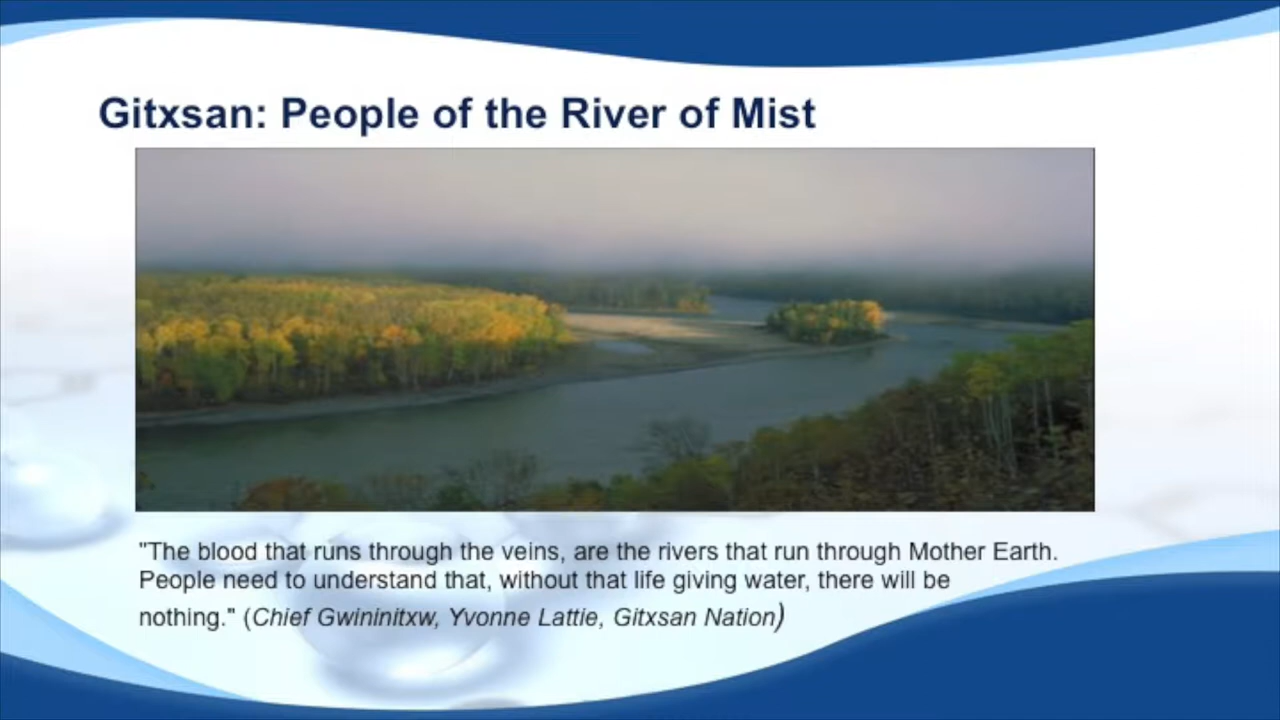 Gitxsan: People of the River of Mist
"The blood that runs through the veins, are the rivers that run through Mother Earth.
People need to understand that, without that life giving water, there will be
nothing." (Chief Gwininitxw, Yvonne Lattie, Gitxsan Nation)